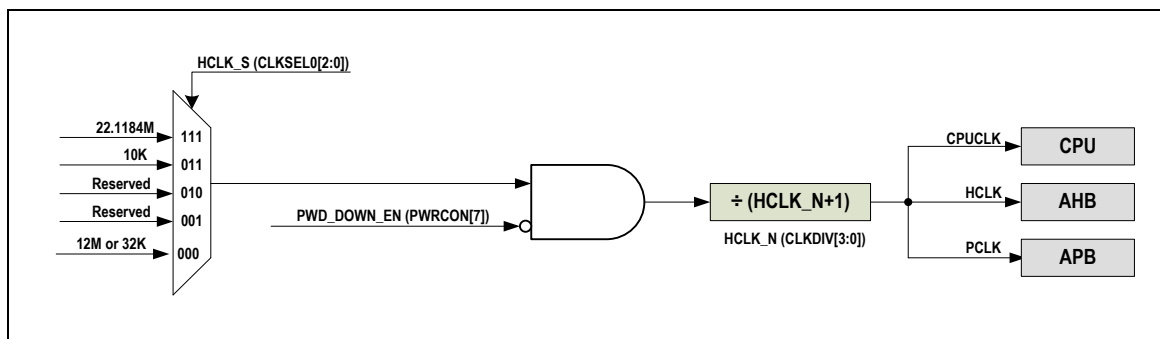 HCLK_S (CLKSEL0[2:0])
22.1184M
111
10K
011
Reserved
010
Reserved
001
12M or 32K
000
PWD_DOWN_EN (PWRCON[7])
÷ (HCLK_N+1)
HCLK_N (CLKDIV[3:0])
CPUCLK
CPU
HCLK
AHB
PCLK
APB